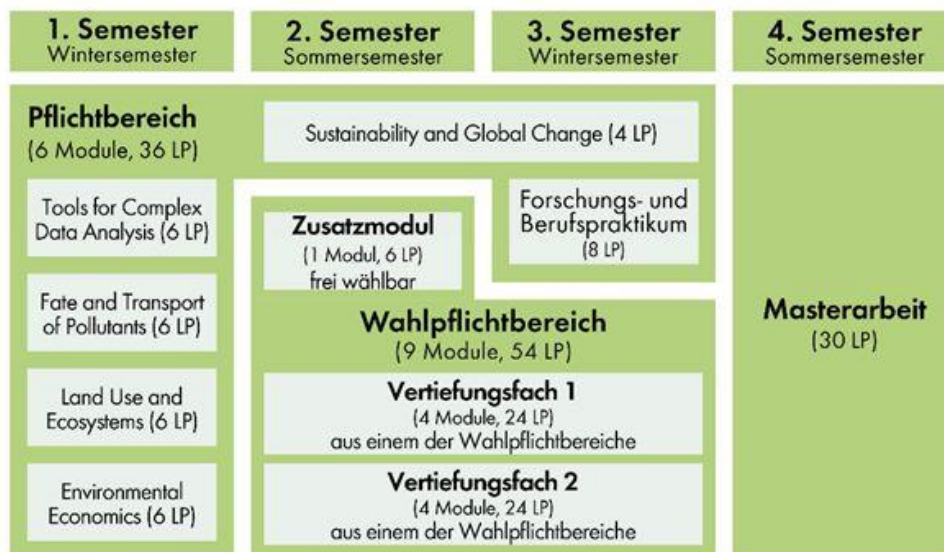 1. Semester
Wintersemester
2. Semester
Sommersemester
3. Semester
Wintersemester
4. Semester
Sommersemester
Pflichtbereich
(6 Module, 36 LP)
Sustainability and Global Change (4 LP)
Tools for Complex
Data Analysis (6 LP)
Fate and Transport
of Pollutants (6 LP)
Land Use and
Ecosystems (6 LP)
Environmental
Economics (6 LP)
Zusatzmodul
(1 Modul, 6 LP)
frei wählbar
Forschungs- und
Berufspraktikum
(8 LP)
Wahlpflichtbereich
(9 Module, 54 LP)
Vertiefungsfach 1
(4 Module, 24 LP)
aus einem der Wahlpflichtbereiche
Vertiefungsfach 2
(4 Module, 24 LP)
aus einem der Wahlpflichtbereiche
Masterarbeit
(30 LP)